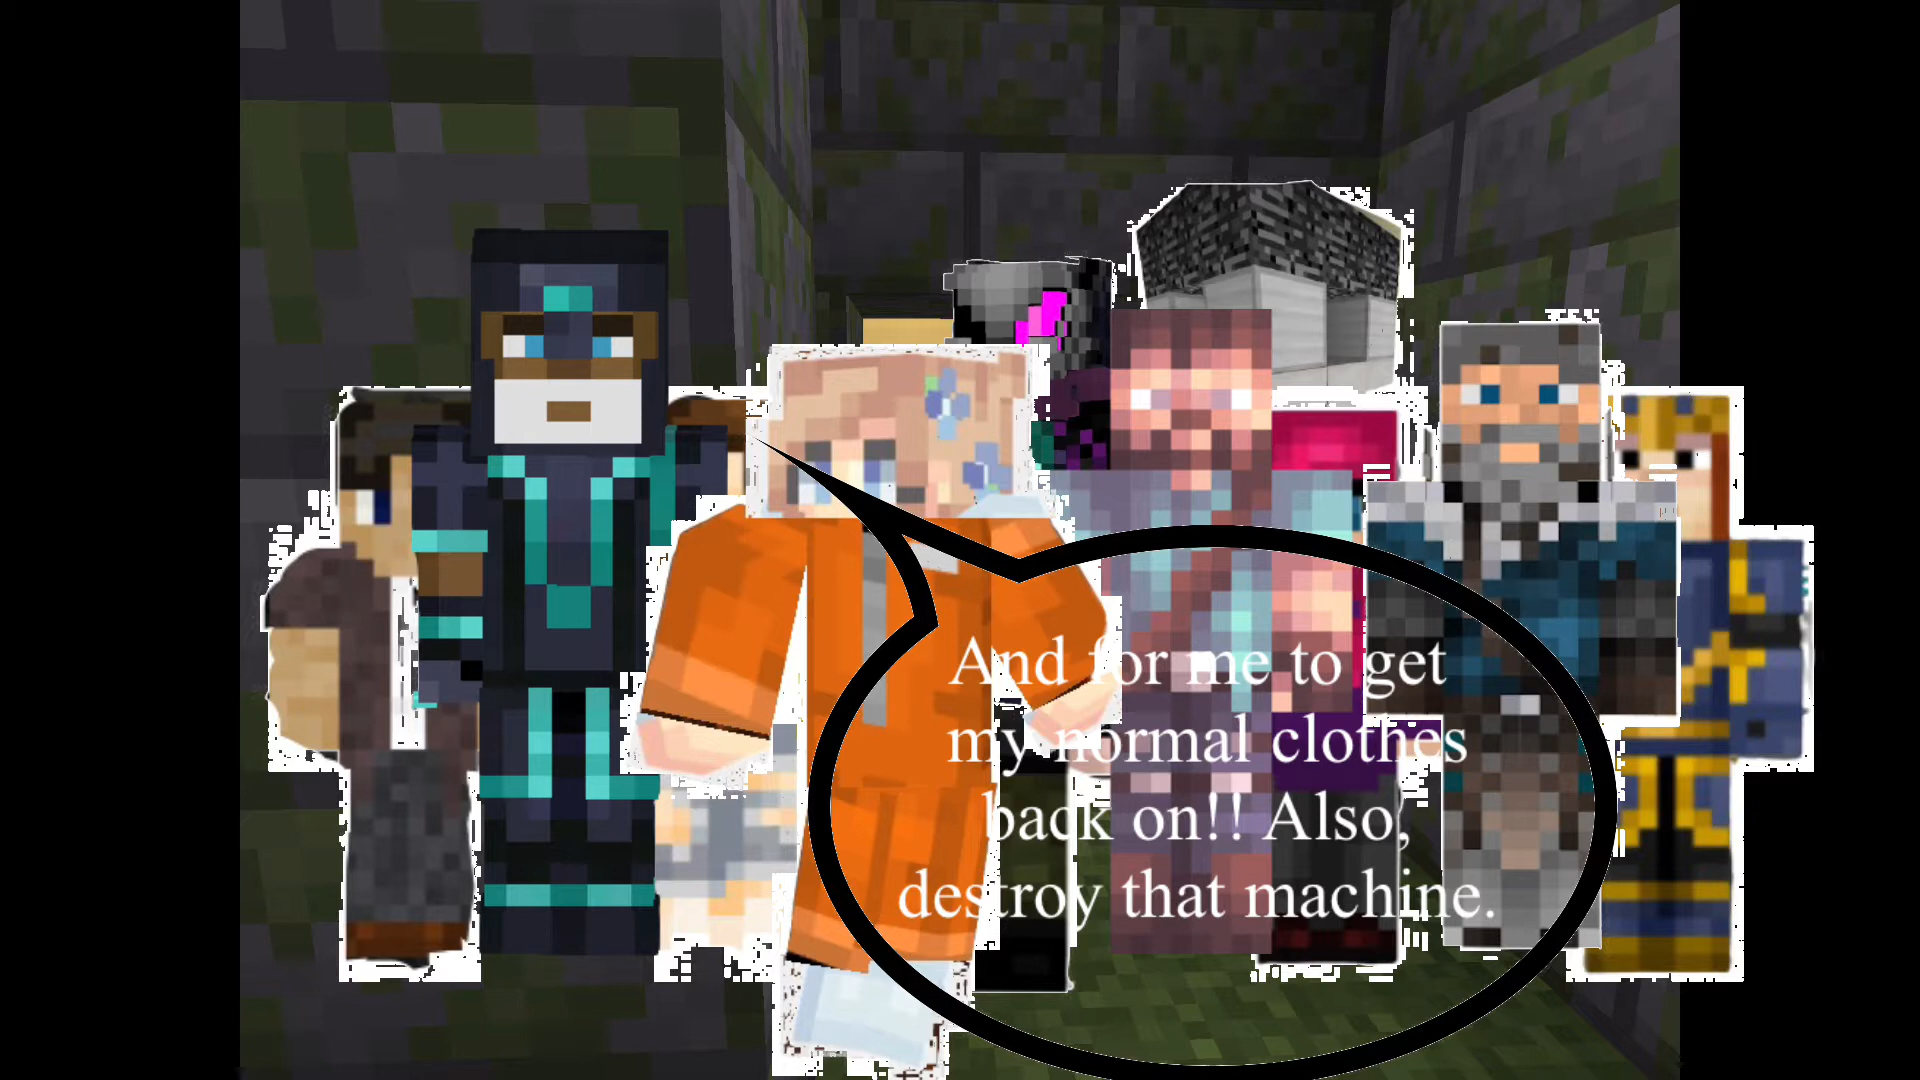 And for me to get
my normal clothes
back on!! Also,
destroy that machine.